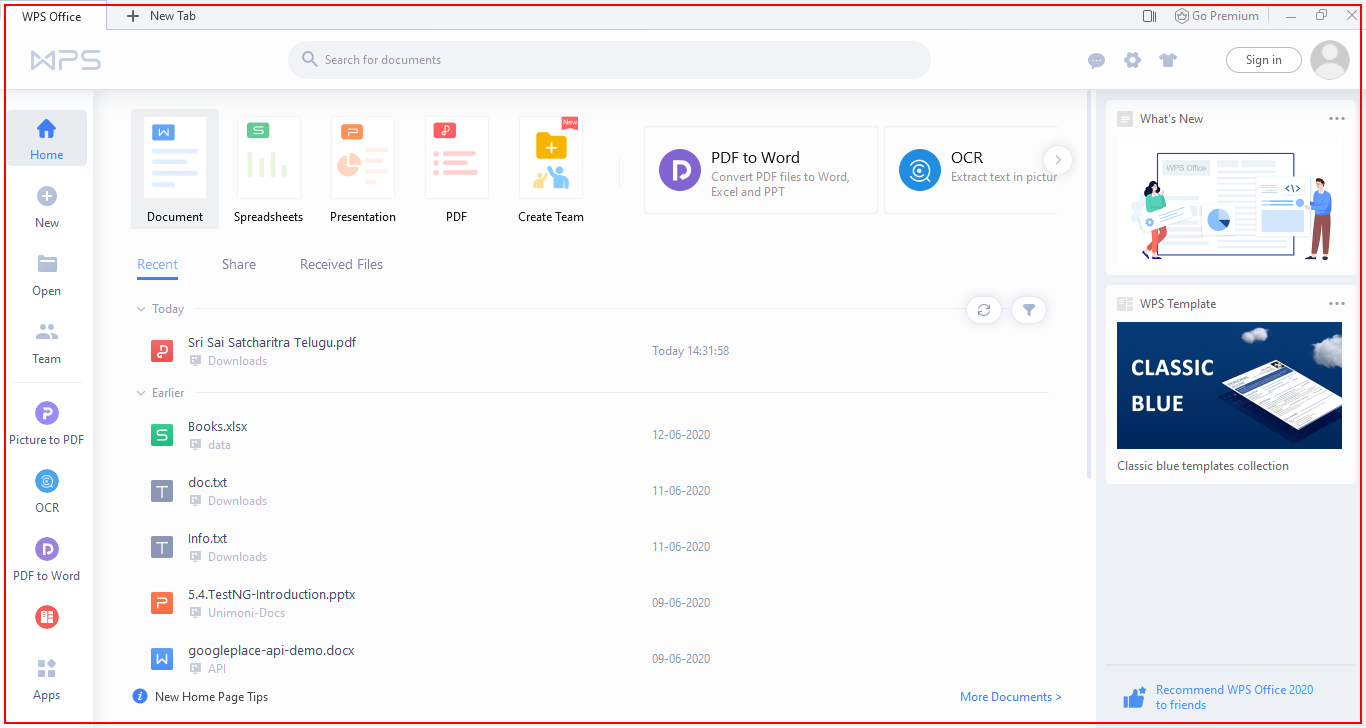 WPS Office
New Tab
Go Premium
WPS
Search for documents
Sign in
Home
New
Open
Team
Picture to PDF
OCR
PDF to Word
Apps
W
Document
S
Spreadsheets
P
Presentation
PDF
New
Create Team
PDF to Word
Convert PDF files to Word,
Excel and PPT
OCR
Extract text in pictur
Recent
Share
Received Files
Today
Sri Sai Satcharitra Telugu.pdf
Downloads
Today 14:31:58
Earlier
Books.xlsx
data
12-06-2020
doc.txt
Downloads
11-06-2020
Info.txt
Downloads
11-06-2020
5.4.TestNG-Introduction.pptx
Unimoni-Docs
09-06-2020
googleplace-api-demo.docx
API
09-06-2020
New Home Page Tips
More Documents >
What's New
WPS Office
</>
WPS Template
CLASSIC
BLUE
Classic blue templates collection
Recommend WPS Office 2020
to friends